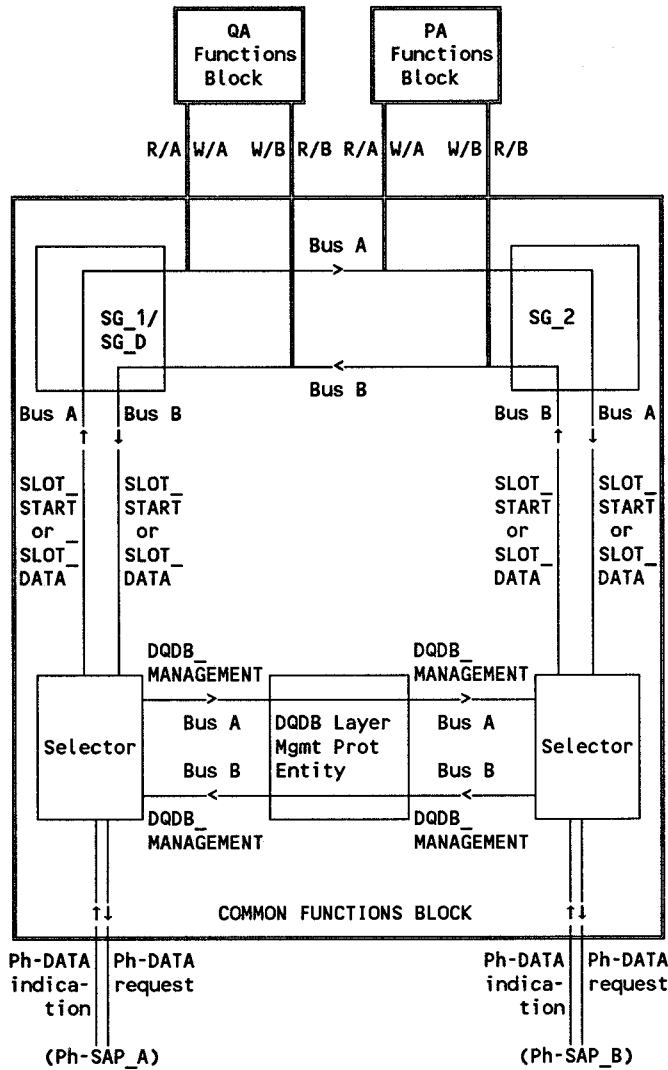 QA
Functions
Block
PA
Functions
Block
R/A W/A W/B R/B R/A W/A W/B R/B
Bus A
SG_1/
SG_D
SG_2
Bus B
Bus A
Bus B
Bus B
Bus A
SLOT_
START
or _
SLOT_
DATA
SLOT_
START
or
SLOT_
DATA
SLOT_
START
or
SLOT_
DATA
SLOT_
START
or
SLOT_
DATA
DQDB_
MANAGEMENT
DQDB_
MANAGEMENT
Selector
Bus A
DQDB Layer
Mgmt Prot
Entity
Bus A
Selector
Bus B
Bus B
DQDB_
MANAGEMENT
DQDB_
MANAGEMENT
COMMON FUNCTIONS BLOCK
Ph-DATA
indica-
tion
Ph-DATA
request
Ph-DATA
indica-
tion
Ph-DATA
request
(Ph-SAP_A)
(Ph-SAP_B)